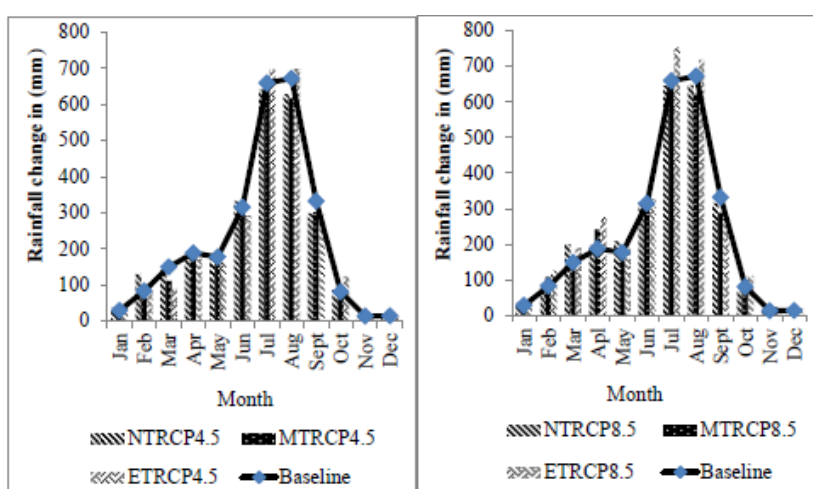 Rainfall change in (mm)
800
700
600
500
400
300
200
100
0
Jan
Feb
Mar
Apr
May
Jun
Jul
Aug
Sept
Oct
Nov
Dec
Month
NTRCP4.5 MTRCP4.5
ETRCP4.5 Baseline
Rainfall change in (mm)
800
700
600
500
400
300
200
100
0
Jan
Feb
Mar
Apl
May
Jun
Jul
Aug
Sept
Oct
Nov
Dec
Month
NTRCP8.5 MTRCP8.5
ETRCP8.5 Baseline